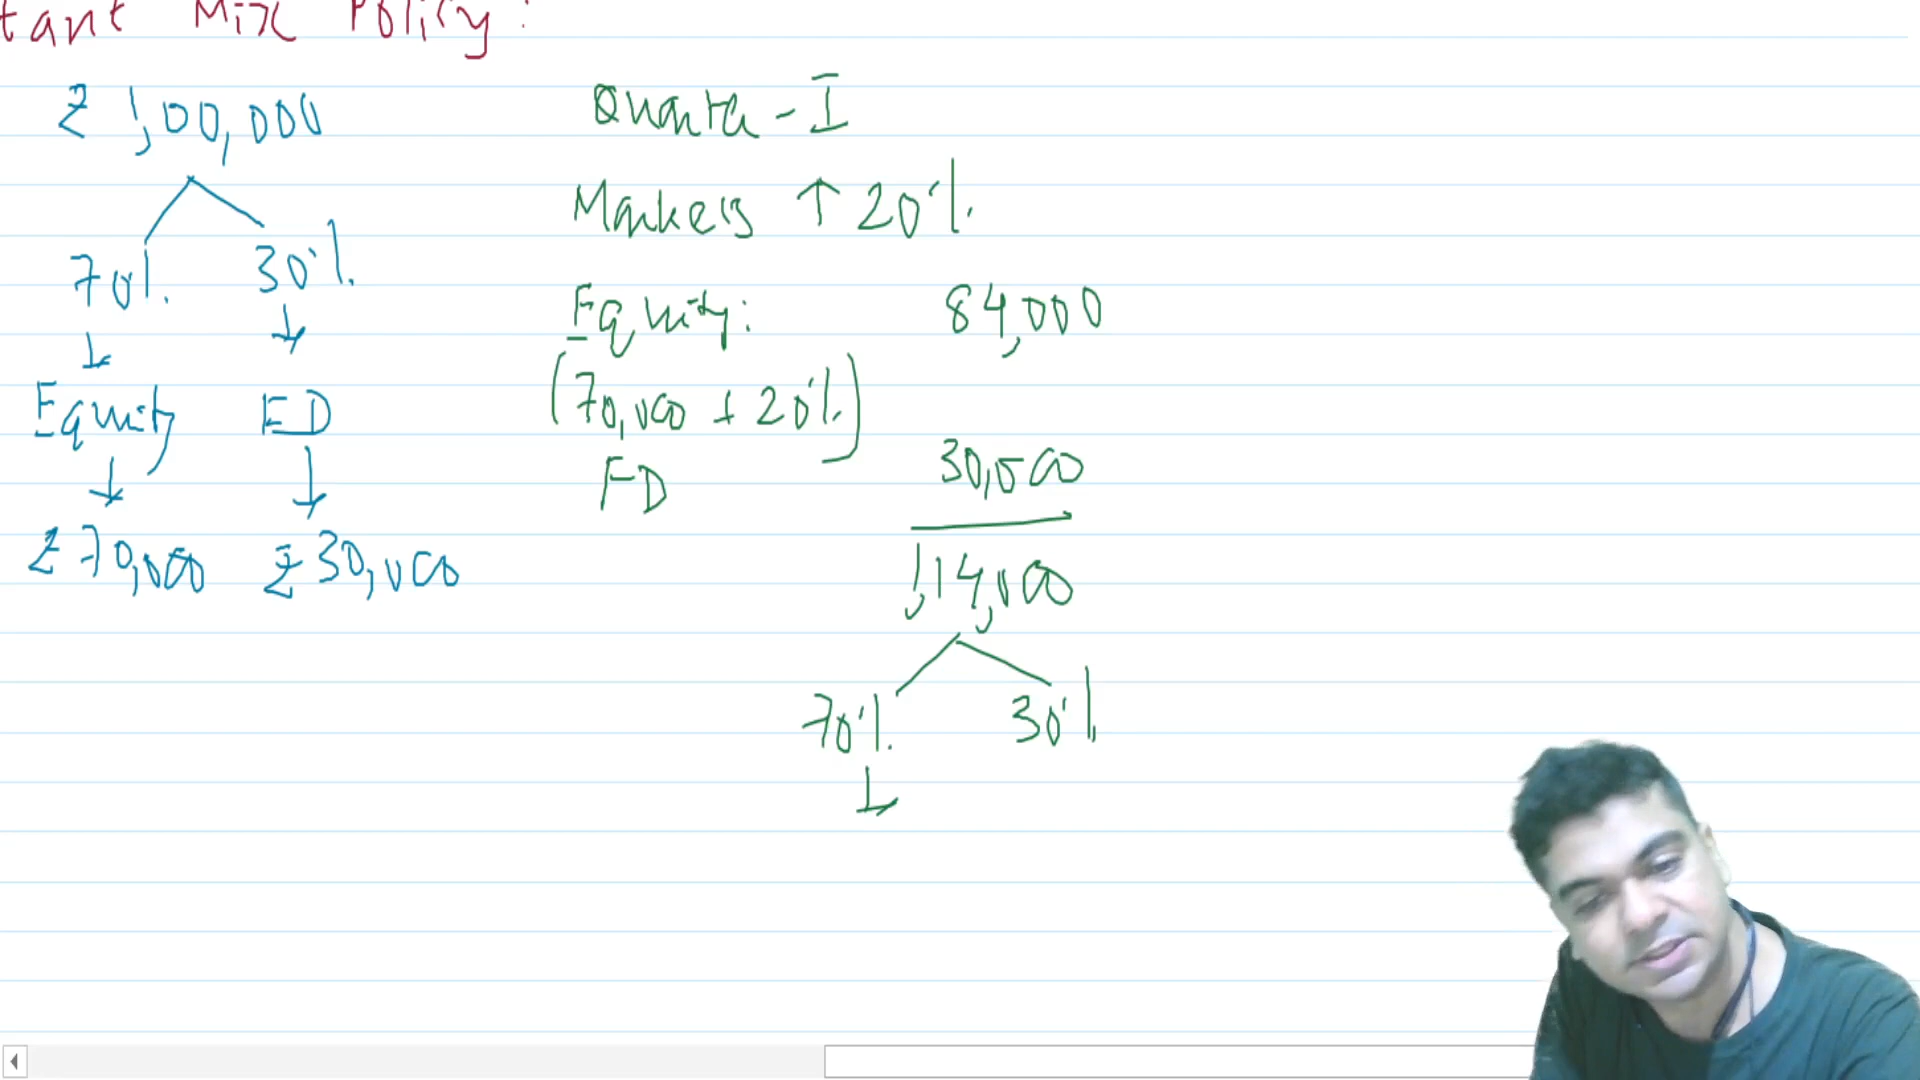 tant Mix Policy:
₹ 1,00,000
70%. 30%.
↓ ↓
Equity FD
↓ ↓
₹ 70,000 ₹ 30,000
Quarter - I
Markets ↑ 20%.
Equity: 84,000
(70,000 + 20%.)
FD 30,000
1,14,000
70%. 30%.
↓